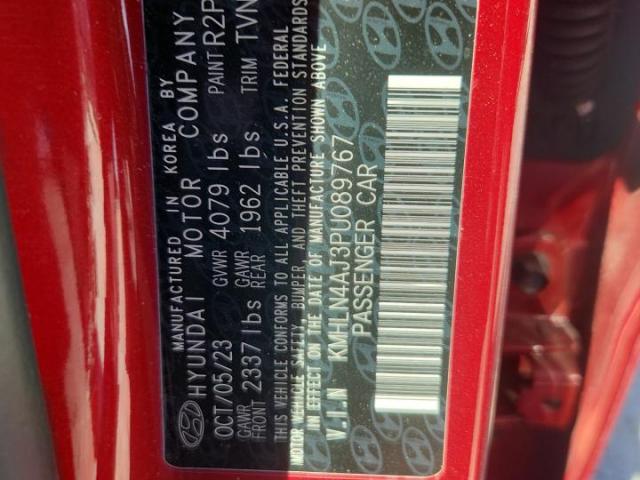 MANUFACTURED IN KOREA BY
HYUNDAI MOTOR COMPANY
OCT/05/23 GVWR 4079 lbs PAINT R2P
GAWR FRONT 2337 lbs GAWR REAR 1962 lbs TRIM TVN
THIS VEHICLE CONFORMS TO ALL APPLICABLE U.S.A. FEDERAL
MOTOR VEHICLE SAFETY, BUMPER AND THEFT PREVENTION STANDARDS
IN EFFECT ON THE DATE OF MANUFACTURE SHOWN ABOVE
V.I.N KMHLN4AJ3PU089767
PASSENGER CAR